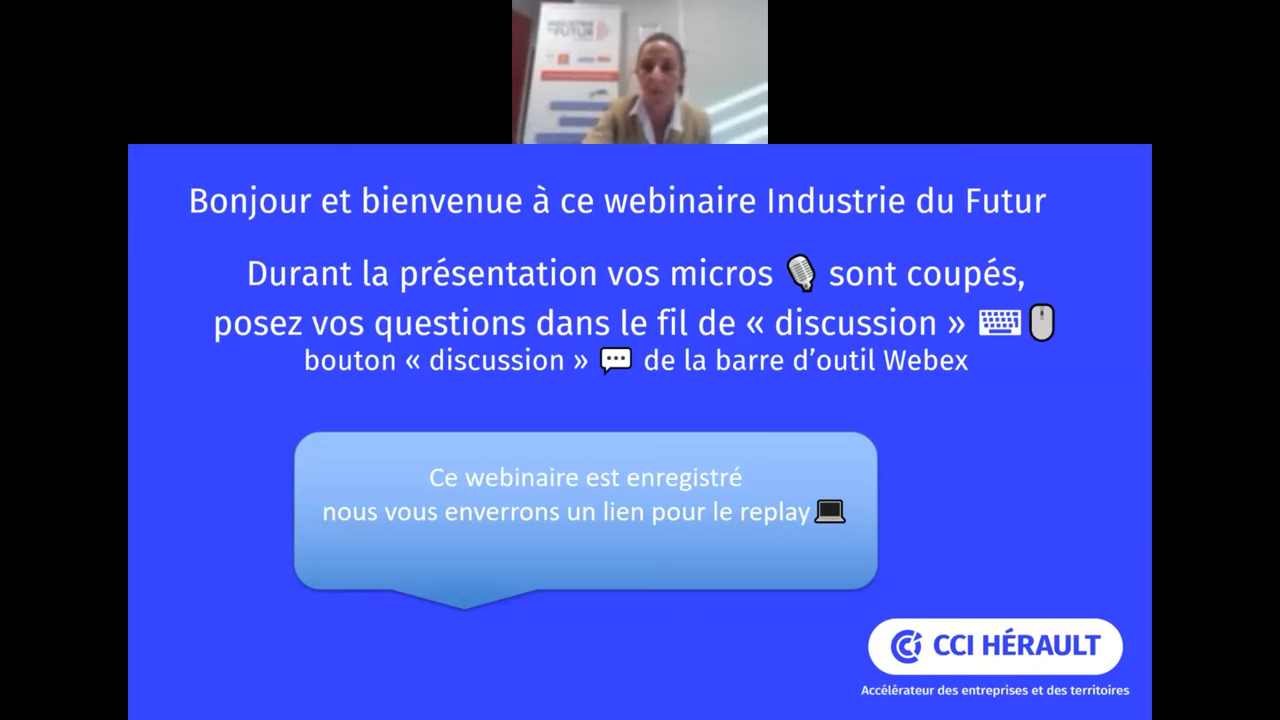 INDUSTRIE
FUTUR
Bonjour et bienvenue à ce webinaire Industrie du Futur
Durant la présentation vos micros 🎙 sont coupés,
posez vos questions dans le fil de « discussion » ⌨🖱
bouton « discussion » 💬 de la barre d’outil Webex
Ce webinaire est enregistré
nous vous enverrons un lien pour le replay💻
CCI HÉRAULT
Accélérateur des entreprises et des territoires